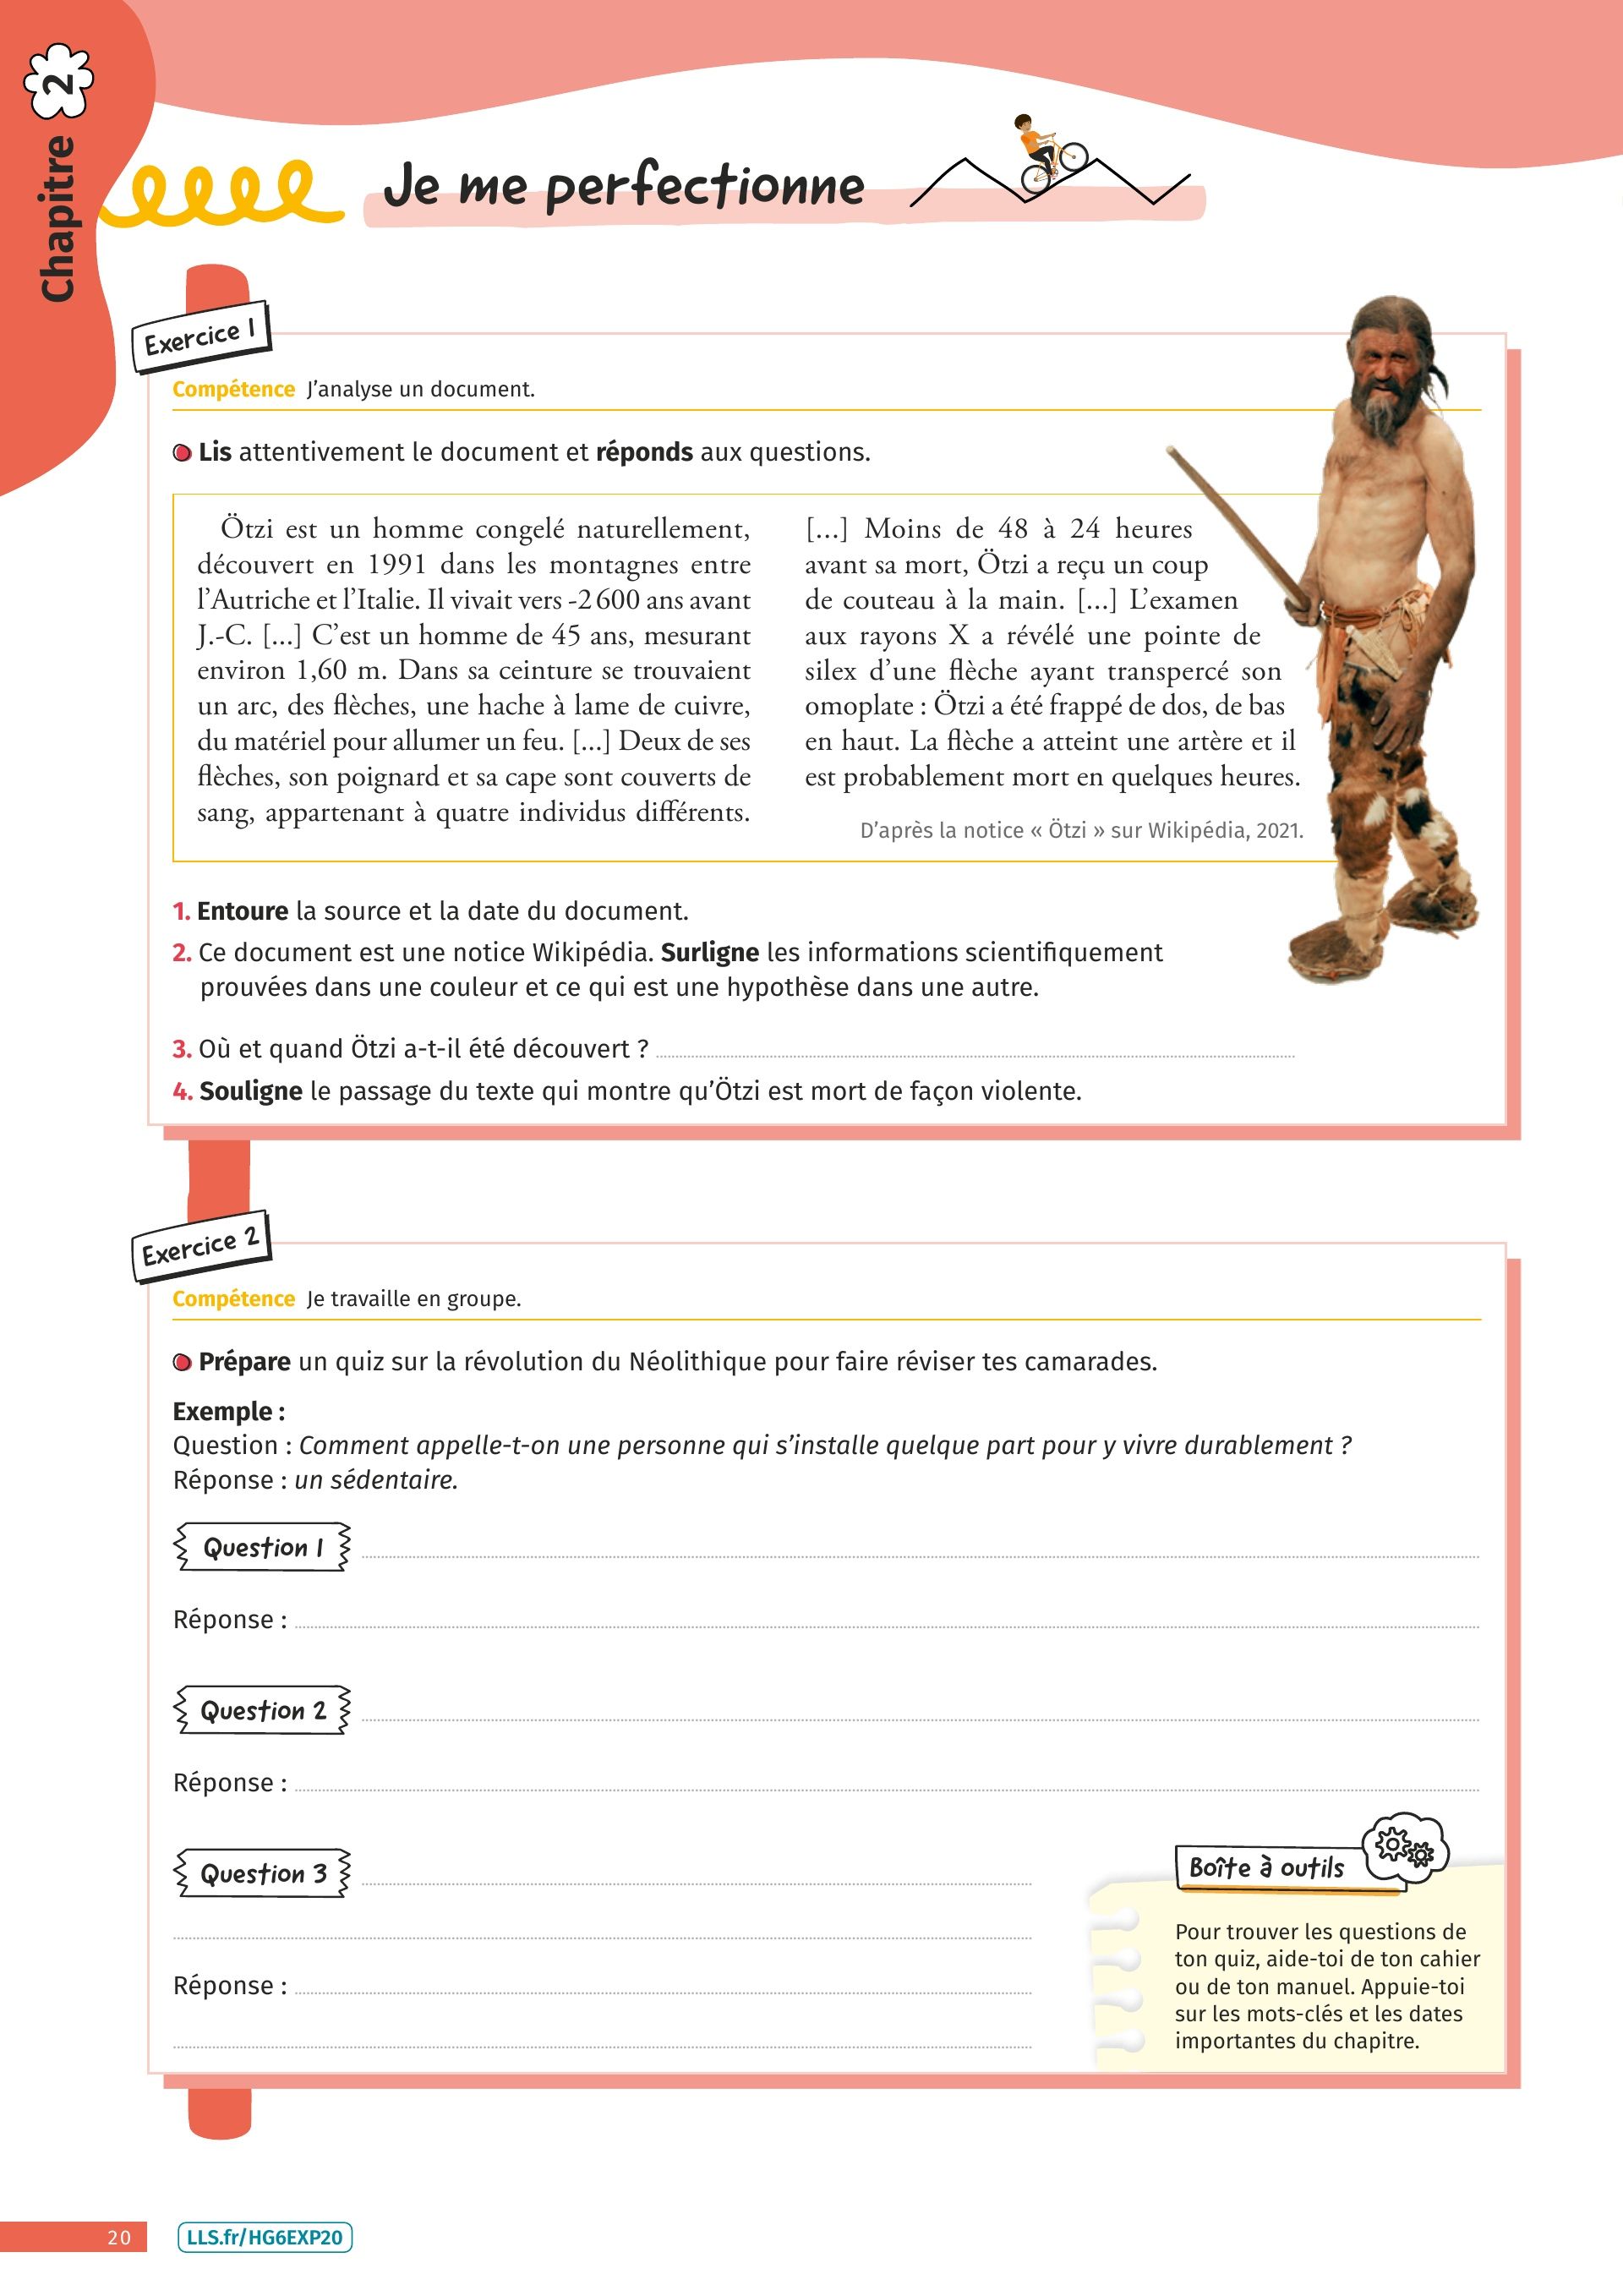 Chapitre 2
Je me perfectionne
Exercice 1
Compétence J'analyse un document.
Lis attentivement le document et réponds aux questions.
Ötzi est un homme congelé naturellement,
découvert en 1991 dans les montagnes entre
l'Autriche et l'Italie. Il vivait vers -2 600 ans avant
J.-C. [...] C'est un homme de 45 ans, mesurant
environ 1,60 m. Dans sa ceinture se trouvaient
un arc, des flèches, une hache à lame de cuivre,
du matériel pour allumer un feu. [...] Deux de ses
flèches, son poignard et sa cape sont couverts de
sang, appartenant à quatre individus différents.
[...] Moins de 48 à 24 heures
avant sa mort, Ötzi a reçu un coup
de couteau à la main. [...] L'examen
aux rayons X a révélé une pointe de
silex d'une flèche ayant transpercé son
omoplate : Ötzi a été frappé de dos, de bas
en haut. La flèche a atteint une artère et il
est probablement mort en quelques heures.
D'après la notice « Ötzi » sur Wikipédia, 2021.
1. Entoure la source et la date du document.
2. Ce document est une notice Wikipédia. Surligne les informations scientifiquement
prouvées dans une couleur et ce qui est une hypothèse dans une autre.
3. Où et quand Ötzi a-t-il été découvert ?
4. Souligne le passage du texte qui montre qu'Ötzi est mort de façon violente.
Exercice 2
Compétence Je travaille en groupe.
Prépare un quiz sur la révolution du Néolithique pour faire réviser tes camarades.
Exemple :
Question : Comment appelle-t-on une personne qui s'installe quelque part pour y vivre durablement ?
Réponse : un sédentaire.
Question 1
Réponse :
Question 2
Réponse :
Question 3
Réponse :
Boîte à outils
Pour trouver les questions de
ton quiz, aide-toi de ton cahier
ou de ton manuel. Appuie-toi
sur les mots-clés et les dates
importantes du chapitre.
20
LLS.fr/HG6EXP20